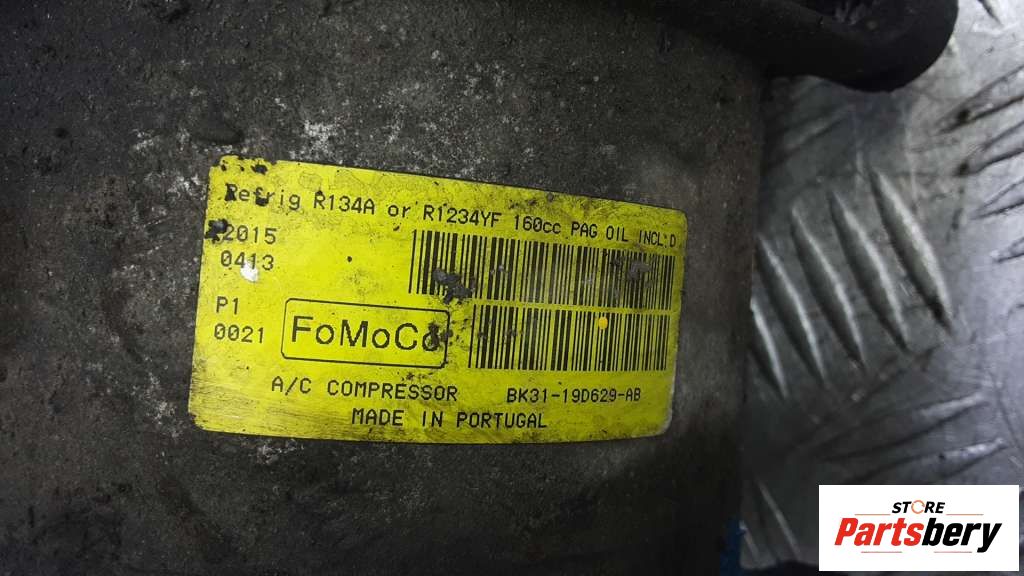 Refrig R134A or R1234YF 160cc PAG OIL INCL'D
2015
0413
P1
0021
FoMoCo
A/C COMPRESSOR BK31-19D629-AB
MADE IN PORTUGAL
STORE
Partsbery